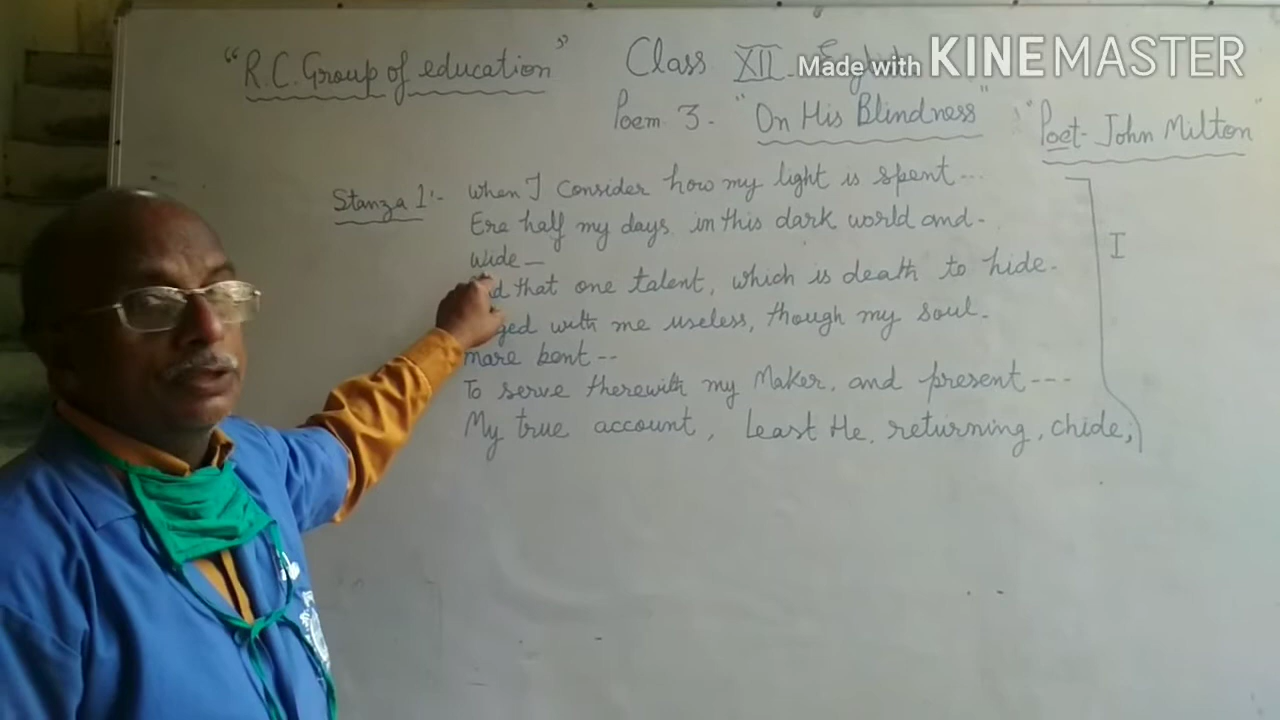 "R.C. Group of education"
Class XII - English
Made with KINEMASTER
Poem 3. "On His Blindness"
"Poet- John Milton"
Stanza 1:- When I consider how my light is spent...
Ere half my days in this dark world and-
wide-
that one talent, which is death to hide.
with me useless, though my soul.
mare bent--
To serve therewith my Maker, and present---
My true account, Least He, returning, chide,
I